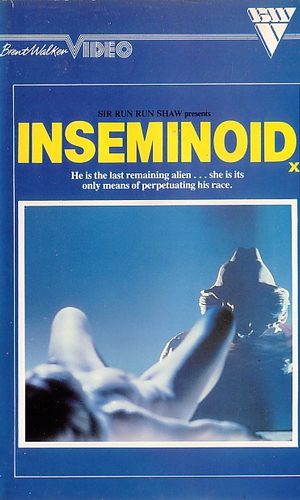 Brent Walker VIDEO
BW
SIR RUN RUN SHAW presents
INSEMINOID
X
He is the last remaining alien . . . she is its
only means of perpetuating his race.